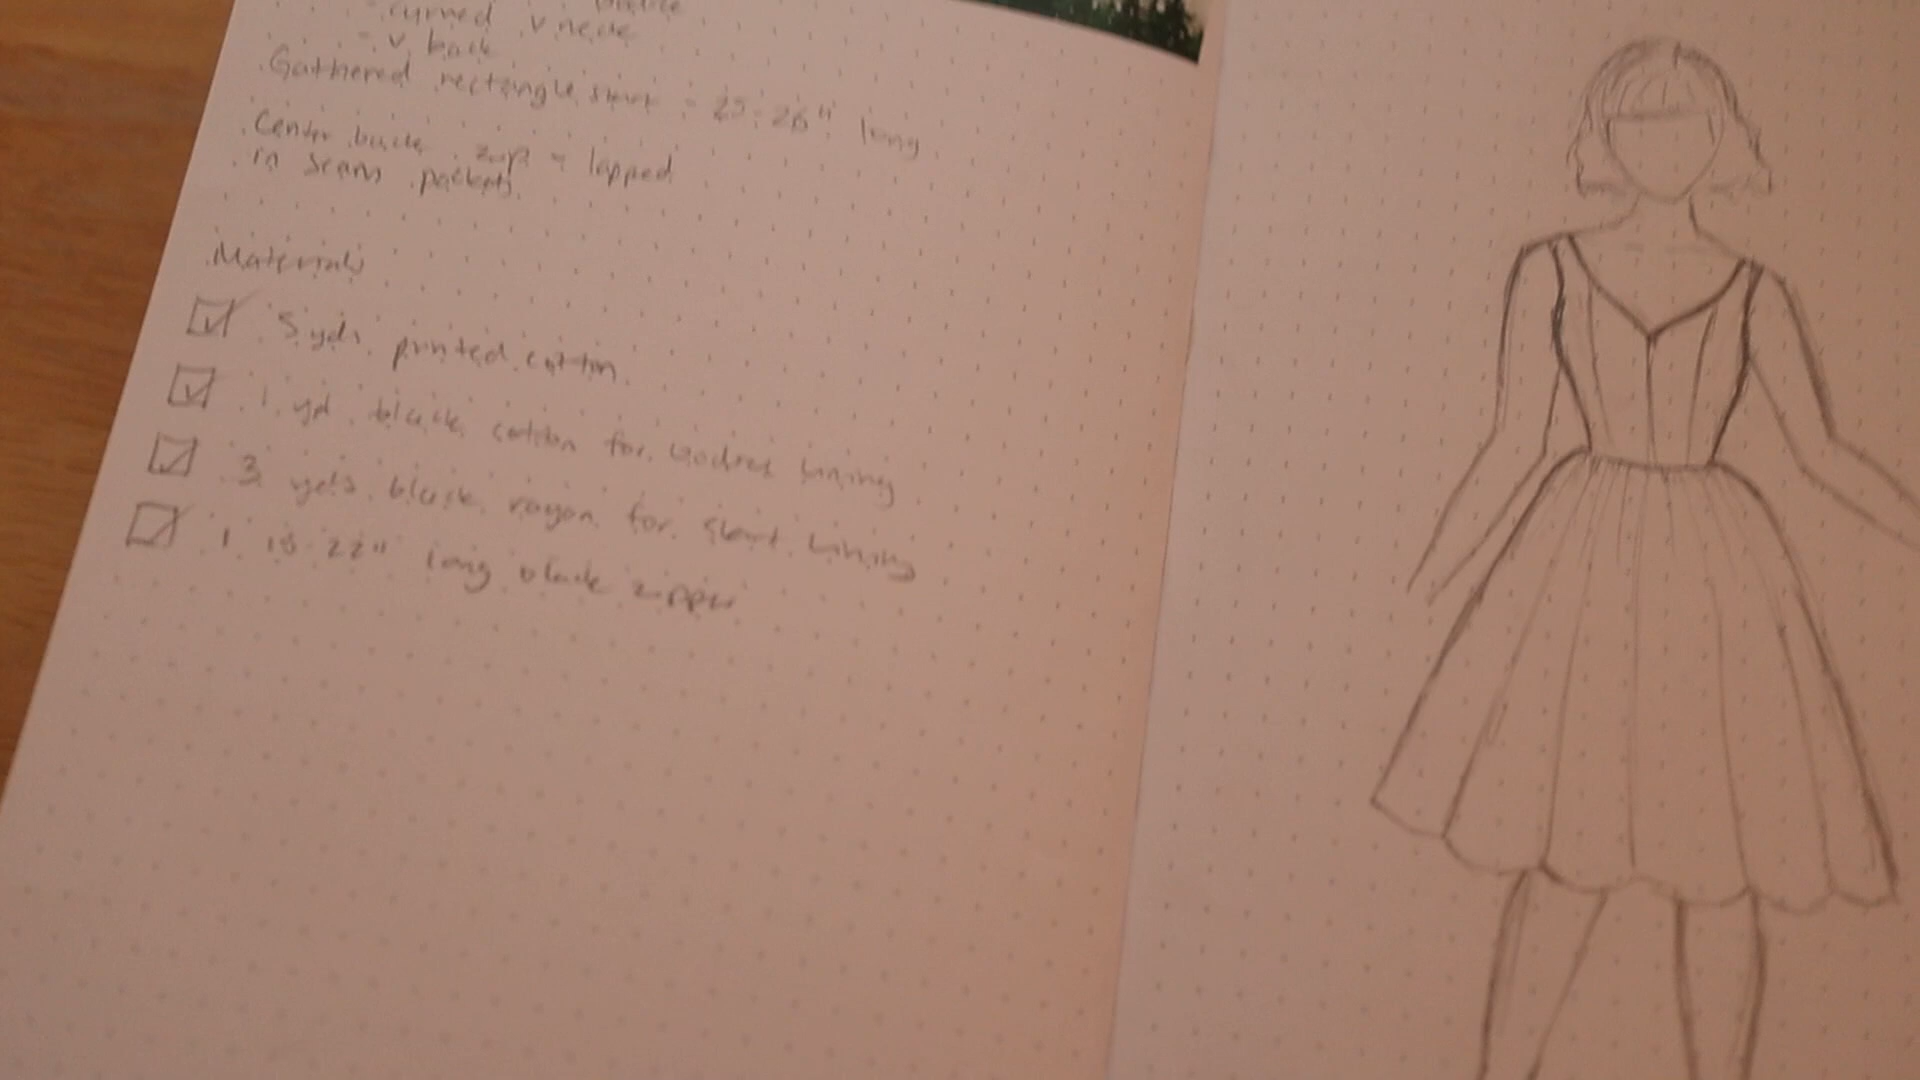 - curved v neck
- v back
Gathered rectangle skirt - 25-26" long
Center back zip - lapped
in seam pockets
Materials
5 yds printed cotton
1 yd black cotton for bodice lining
3 yds black rayon for skirt lining
1 18-22" long black zipper